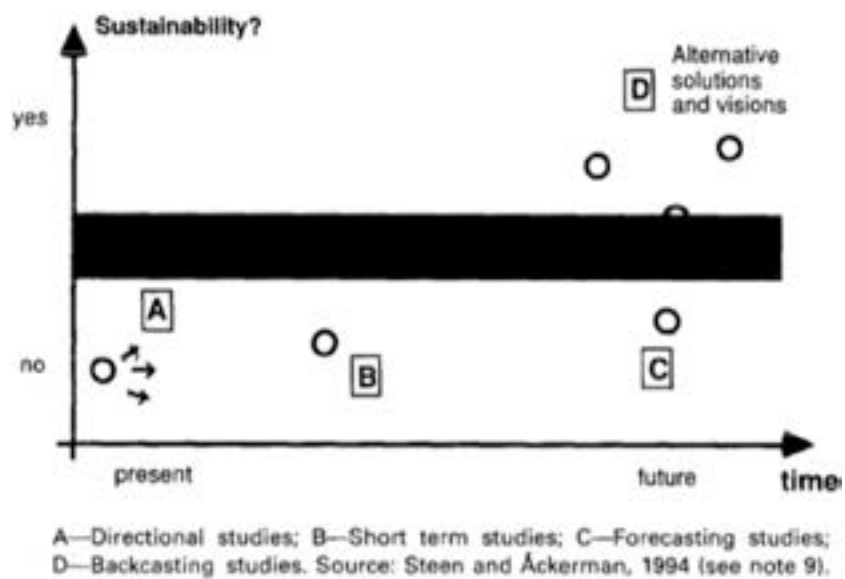 Sustainability?
Alternative
D solutions
and visions
yes
A
no
B
C
present
future
time
A—Directional studies; B—Short term studies; C—Forecasting studies;
D—Backcasting studies. Source: Steen and Åckerman, 1994 (see note 9).